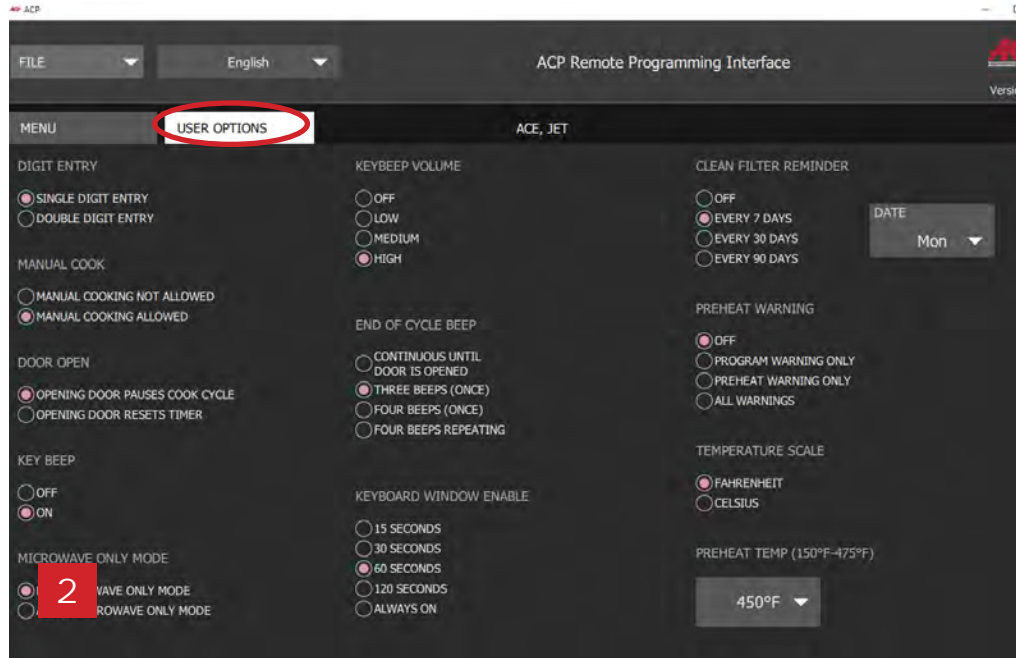 ACP
FILE
English
ACP Remote Programming Interface
MENU
USER OPTIONS
ACE, JET
DIGIT ENTRY
SINGLE DIGIT ENTRY
DOUBLE DIGIT ENTRY
MANUAL COOK
MANUAL COOKING NOT ALLOWED
MANUAL COOKING ALLOWED
DOOR OPEN
OPENING DOOR PAUSES COOK CYCLE
OPENING DOOR RESETS TIMER
KEY BEEP
OFF
ON
MICROWAVE ONLY MODE
WAVE ONLY MODE
ROWAVE ONLY MODE
2
KEYBEEP VOLUME
OFF
LOW
MEDIUM
HIGH
END OF CYCLE BEEP
CONTINUOUS UNTIL
DOOR IS OPENED
THREE BEEPS (ONCE)
FOUR BEEPS (ONCE)
FOUR BEEPS REPEATING
KEYBOARD WINDOW ENABLE
15 SECONDS
30 SECONDS
60 SECONDS
120 SECONDS
ALWAYS ON
CLEAN FILTER REMINDER
OFF
EVERY 7 DAYS
EVERY 30 DAYS
EVERY 90 DAYS
DATE
Mon
PREHEAT WARNING
OFF
PROGRAM WARNING ONLY
PREHEAT WARNING ONLY
ALL WARNINGS
TEMPERATURE SCALE
FAHRENHEIT
CELSIUS
PREHEAT TEMP (150°F-475°F)
450°F